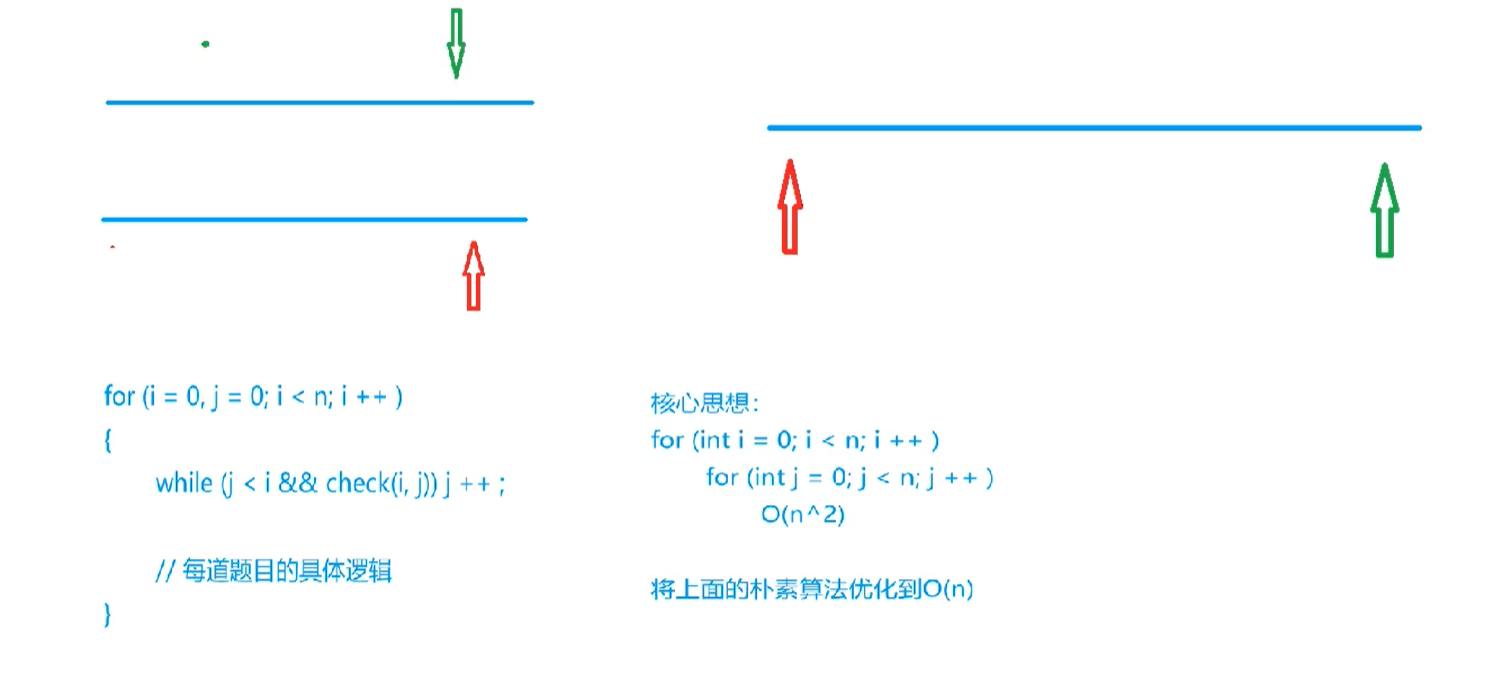 for (i = 0, j = 0; i < n; i ++ )
{
while (j < i && check(i, j)) j ++ ;
// 每道题目的具体逻辑
}
核心思想：
for (int i = 0; i < n; i ++ )
for (int j = 0; j < n; j ++ )
O(n^2)
将上面的朴素算法优化到O(n)